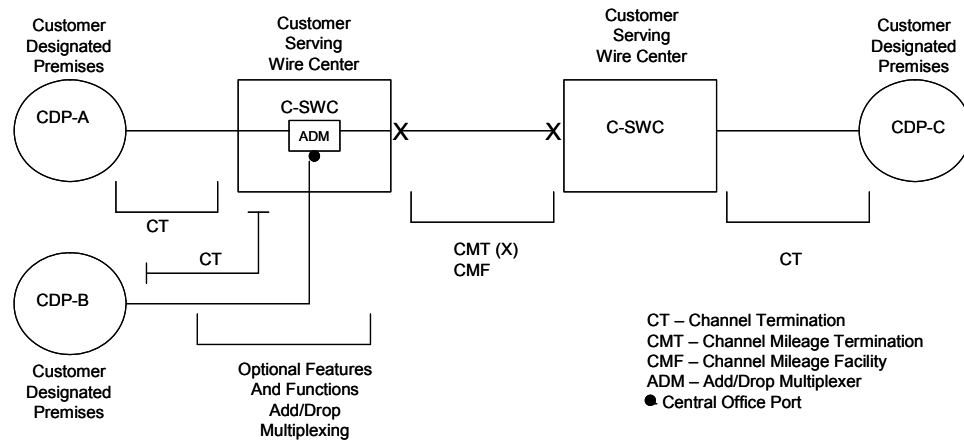 Customer
Designated
Premises
Customer
Serving
Wire Center
Customer
Serving
Wire Center
Customer
Designated
Premises
CDP-A
C-SWC
ADM
X
X
C-SWC
CDP-C
CT
CT
CMT (X)
CMF
CT
CDP-B
Customer
Designated
Premises
Optional Features
And Functions
Add/Drop
Multiplexing
CT – Channel Termination
CMT – Channel Mileage Termination
CMF – Channel Mileage Facility
ADM – Add/Drop Multiplexer
Central Office Port